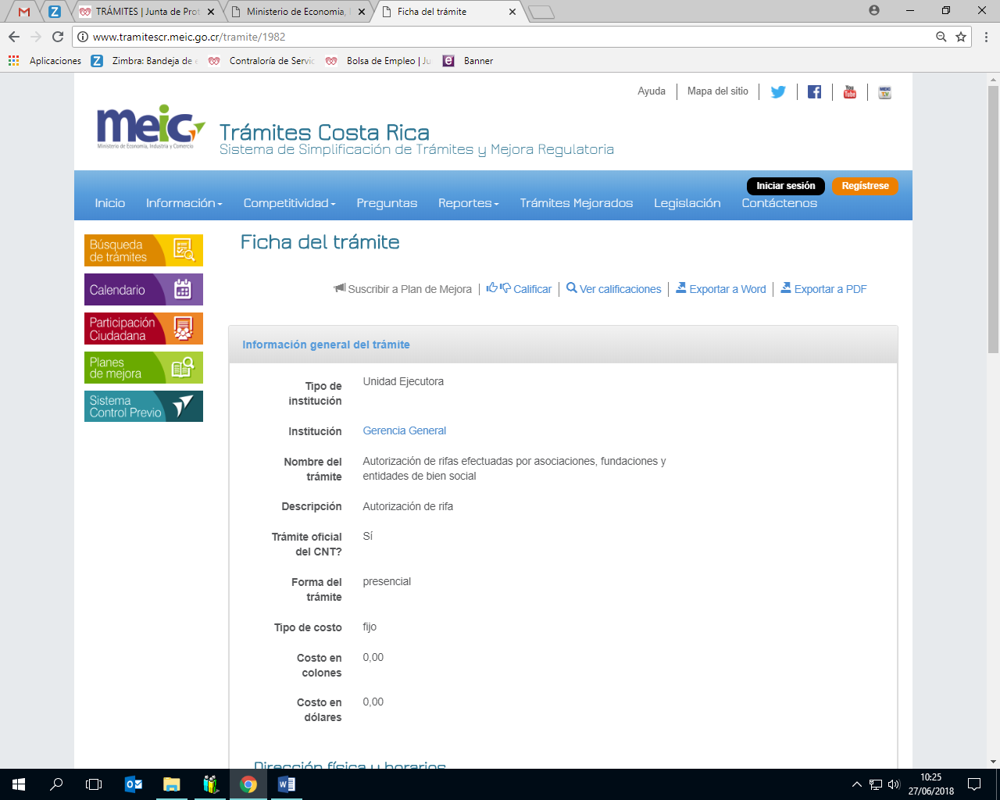 TRÁMITES | Junta de Prot
Ministerio de Economia,
Ficha del trámite
www.tramitescr.meic.go.cr/tramite/1982
Aplicaciones
Zimbra: Bandeja de e
Contraloría de Servic
Bolsa de Empleo | Ju
Banner
Ayuda
Mapa del sitio
meic
Ministerio de Economía, Industria y Comercio
Trámites Costa Rica
Sistema de Simplificación de Trámites y Mejora Regulatoria
Iniciar sesión
Regístrese
Inicio
Información
Competitividad
Preguntas
Reportes
Trámites Mejorados
Legislación
Contáctenos
Búsqueda
de trámites
Calendario
Participación
Ciudadana
Planes
de mejora
Sistema
Control Previo
Ficha del trámite
Suscribir a Plan de Mejora
Calificar
Ver calificaciones
Exportar a Word
Exportar a PDF
Información general del trámite
Tipo de
institución
Unidad Ejecutora
Institución
Gerencia General
Nombre del
trámite
Autorización de rifas efectuadas por asociaciones, fundaciones y
entidades de bien social
Descripción
Autorización de rifa
Trámite oficial
del CNT?
Sí
Forma del
trámite
presencial
Tipo de costo
fijo
Costo en
colones
0,00
Costo en
dólares
0,00
Dirección física y horarios
10:25
27/06/2018